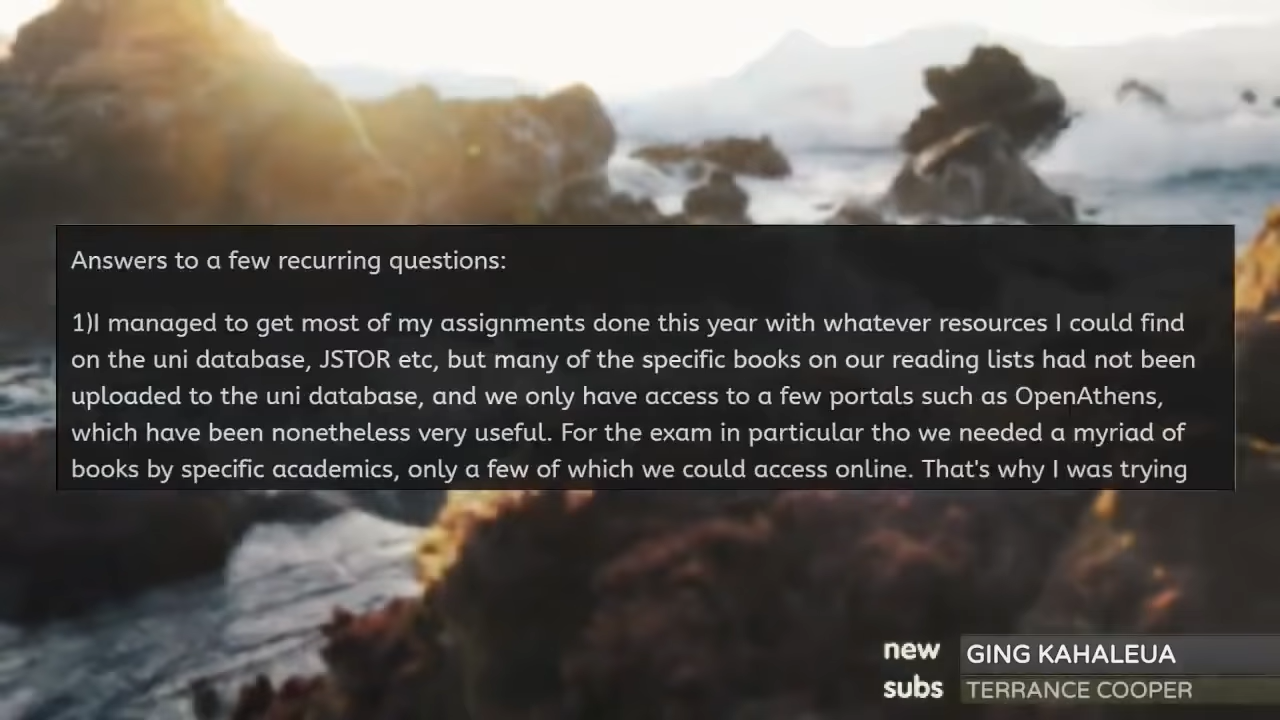 Answers to a few recurring questions:
1)I managed to get most of my assignments done this year with whatever resources I could find
on the uni database, JSTOR etc, but many of the specific books on our reading lists had not been
uploaded to the uni database, and we only have access to a few portals such as OpenAthens,
which have been nonetheless very useful. For the exam in particular tho we needed a myriad of
books by specific academics, only a few of which we could access online. That's why I was trying
new GING KAHALEUA
subs TERRANCE COOPER